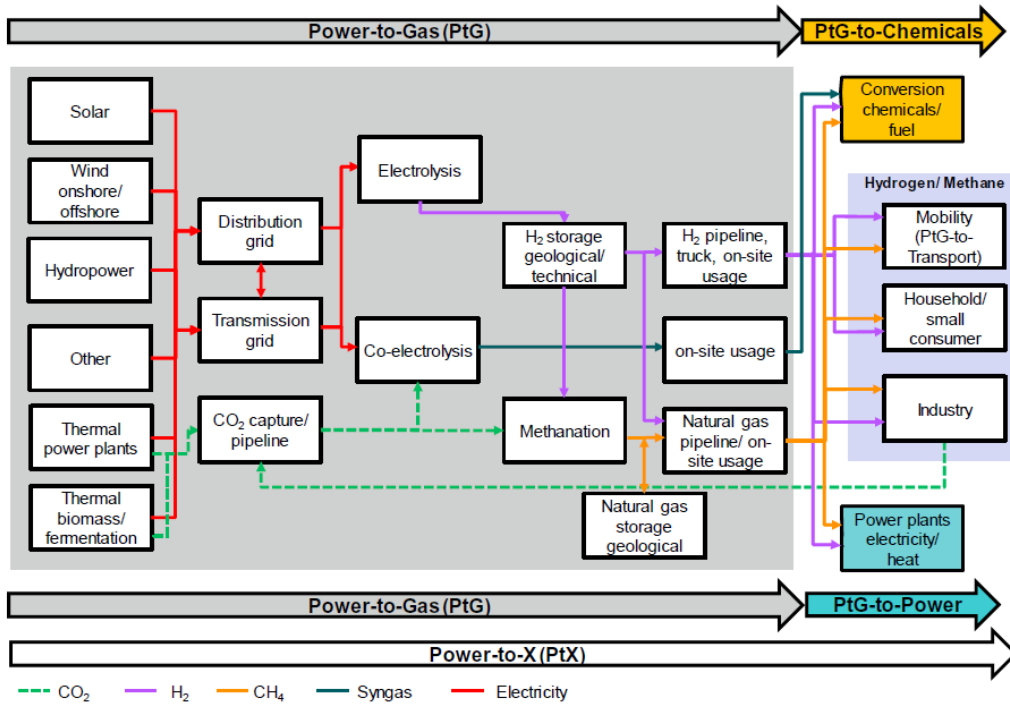 Power-to-Gas (PtG)
PtG-to-Chemicals
Solar
Wind
onshore/
offshore
Hydropower
Other
Thermal
power plants
Thermal
biomass/
fermentation
Distribution
grid
Transmission
grid
CO2 capture/
pipeline
Electrolysis
Co-electrolysis
H2 storage
geological/
technical
Methanation
Natural gas
storage
geological
H2 pipeline,
truck, on-site
usage
on-site usage
Natural gas
pipeline/ on-
site usage
Conversion
chemicals/
fuel
Hydrogen/ Methane
Mobility
(PtG-to-
Transport)
Household/
small
consumer
Industry
Power plants
electricity/
heat
Power-to-Gas (PtG)
PtG-to-Power
Power-to-X (PtX)
CO2
H2
CH4
Syngas
Electricity